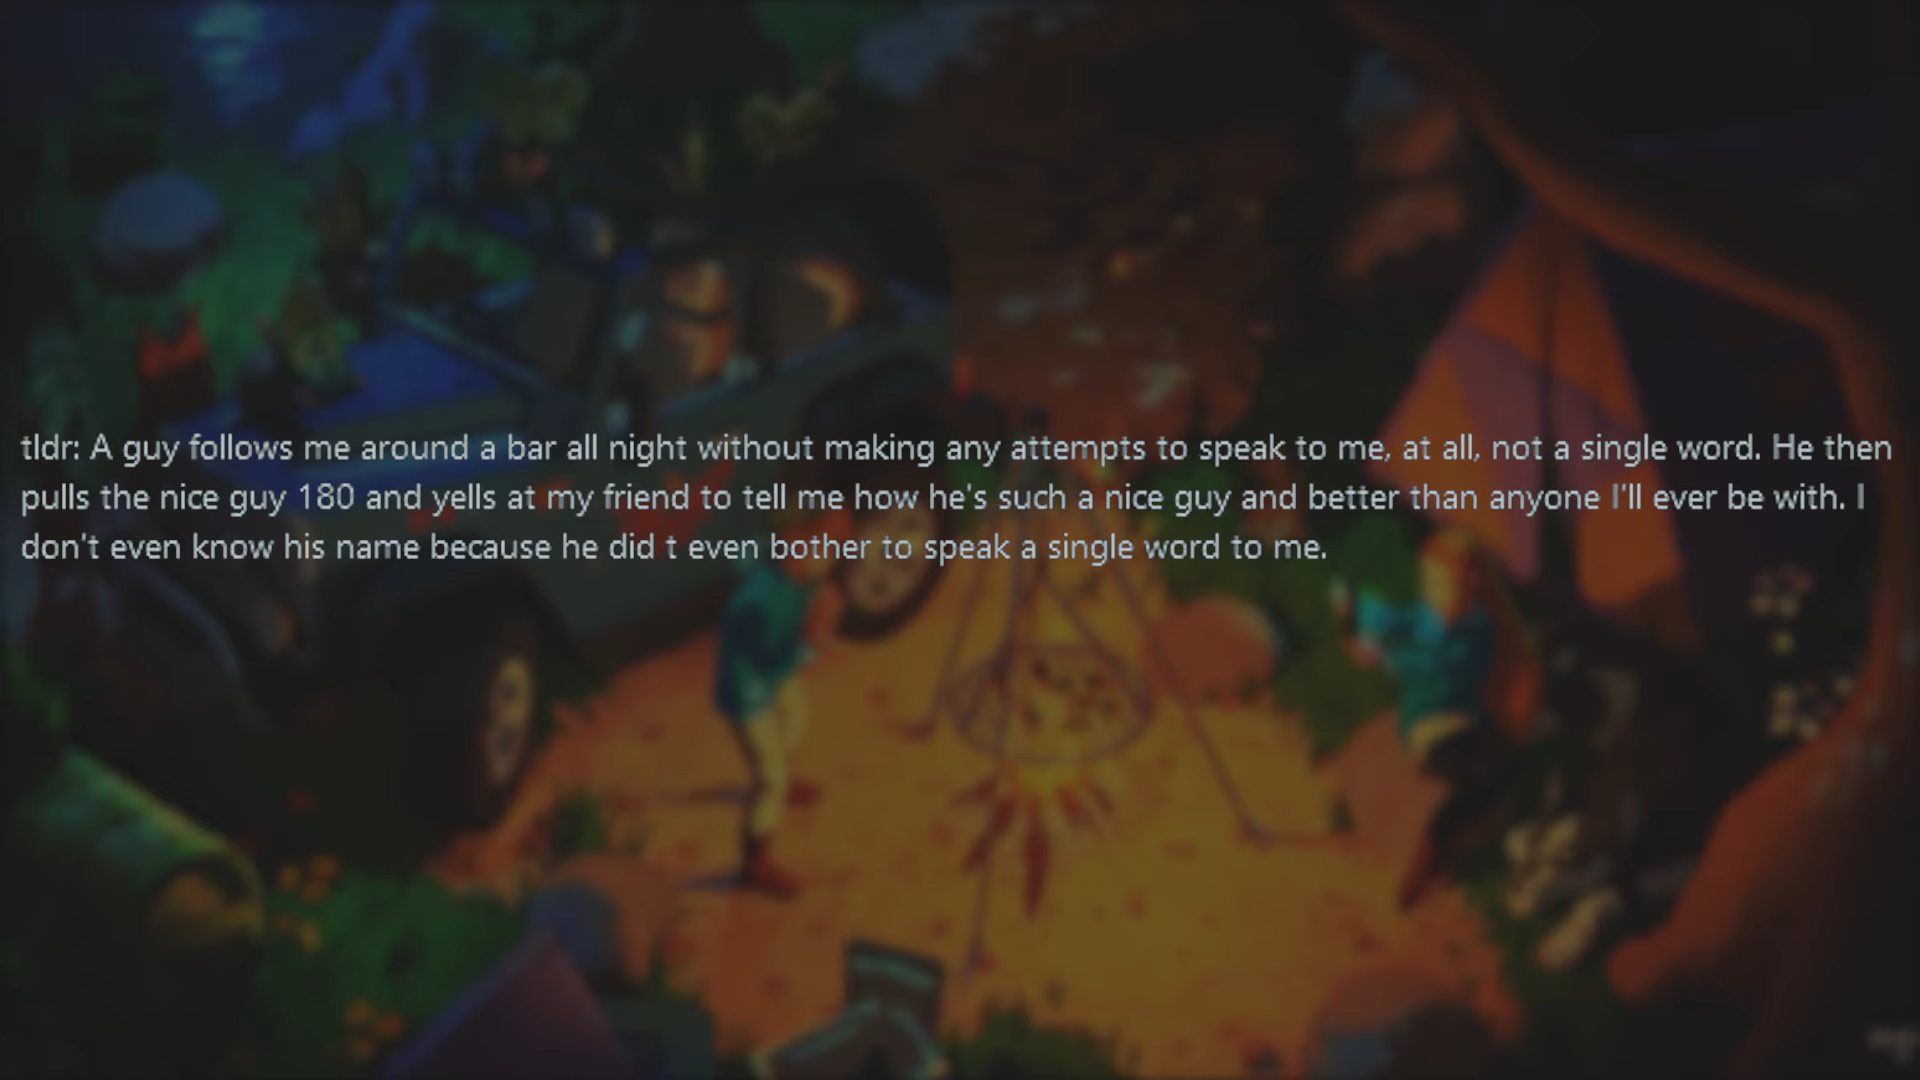 tldr: A guy follows me around a bar all night without making any attempts to speak to me, at all, not a single word. He then
pulls the nice guy 180 and yells at my friend to tell me how he's such a nice guy and better than anyone I'll ever be with. I
don't even know his name because he did t even bother to speak a single word to me.